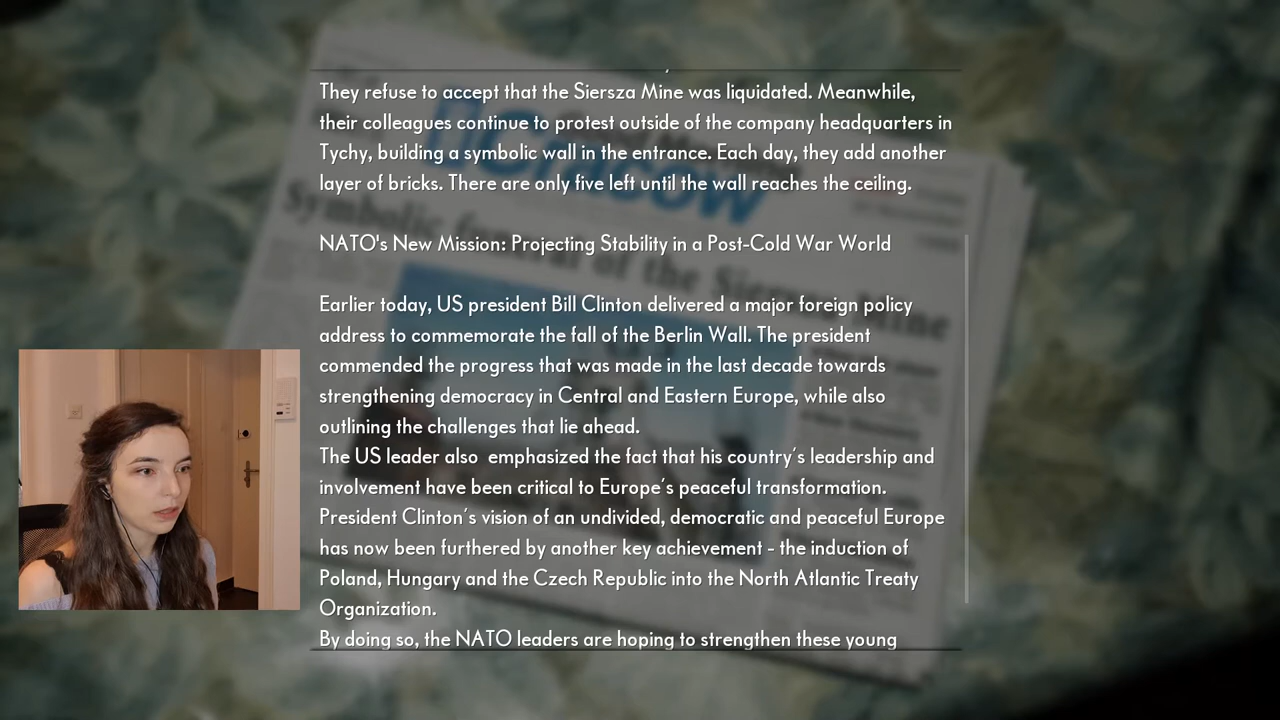 They refuse to accept that the Siersza Mine was liquidated. Meanwhile,
their colleagues continue to protest outside of the company headquarters in
Tychy, building a symbolic wall in the entrance. Each day, they add another
layer of bricks. There are only five left until the wall reaches the ceiling.
NATO's New Mission: Projecting Stability in a Post-Cold War World
Earlier today, US president Bill Clinton delivered a major foreign policy
address to commemorate the fall of the Berlin Wall. The president
commended the progress that was made in the last decade towards
strengthening democracy in Central and Eastern Europe, while also
outlining the challenges that lie ahead.
The US leader also  emphasized the fact that his country´s leadership and
involvement have been critical to Europe´s peaceful transformation.
President Clinton´s vision of an undivided, democratic and peaceful Europe
has now been furthered by another key achievement - the induction of
Poland, Hungary and the Czech Republic into the North Atlantic Treaty
Organization.
By doing so, the NATO leaders are hoping to strengthen these young
Symbolic funeral of the Siersza Mine